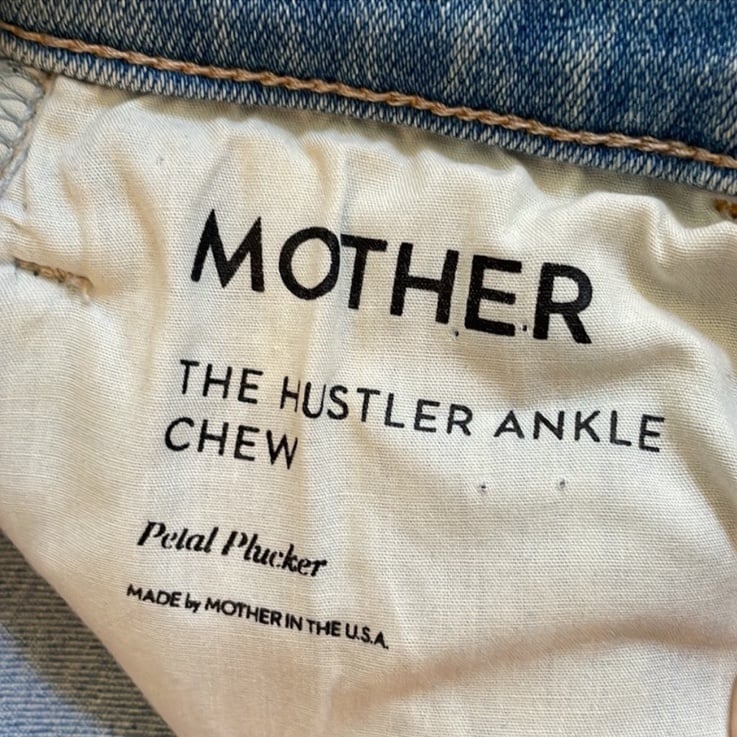 MOTHER
THE HUSTLER ANKLE
CHEW
Petal Plucker
MADE by MOTHER IN THE U.S.A.